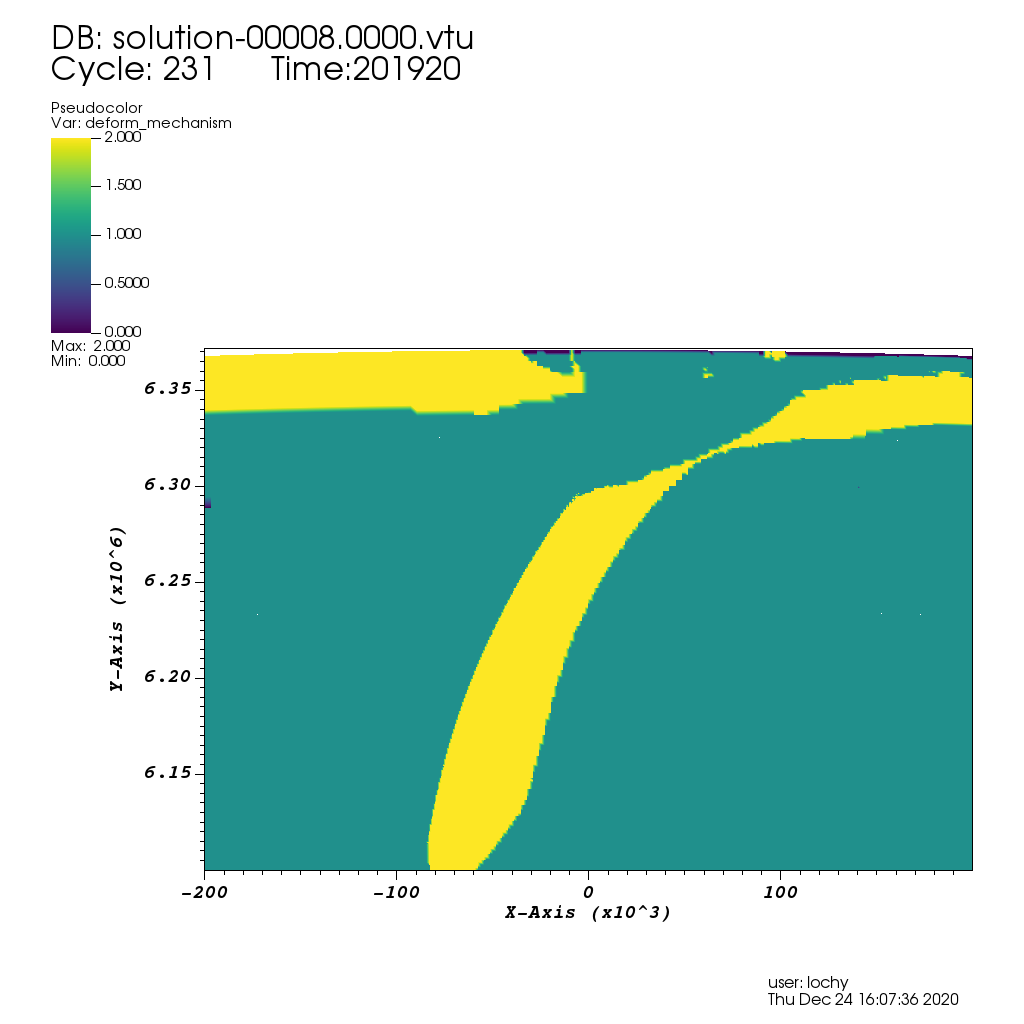 DB: solution-00008.0000.vtu
Cycle: 231 Time:201920
Pseudocolor
Var: deform_mechanism
2.000
1.500
1.000
0.5000
0.000
Max: 2.000
Min: 0.000
6.35
6.30
6.25
6.20
6.15
Y-Axis (x10^6)
-200 -100 0 100
X-Axis (x10^3)
user: lochy
Thu Dec 24 16:07:36 2020